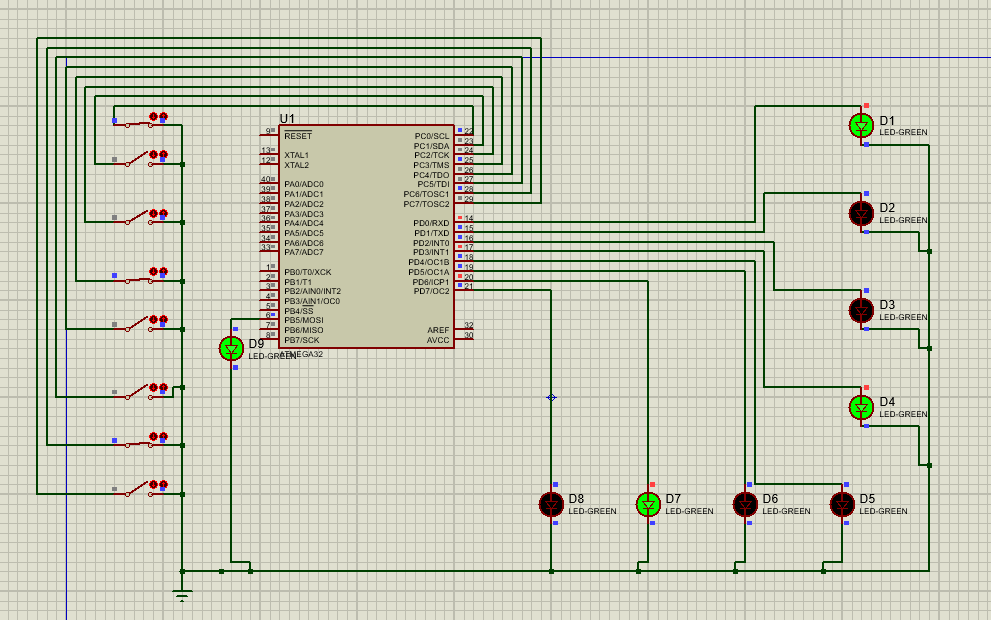 U1
9 RESET
13 XTAL1
12 XTAL2
40 PA0/ADC0
39 PA1/ADC1
38 PA2/ADC2
37 PA3/ADC3
36 PA4/ADC4
35 PA5/ADC5
34 PA6/ADC6
33 PA7/ADC7
1 PB0/T0/XCK
2 PB1/T1
3 PB2/AIN0/INT2
4 PB3/AIN1/OC0
5 PB4/SS
6 PB5/MOSI
7 PB6/MISO
8 PB7/SCK
PC0/SCL 22
PC1/SDA 23
PC2/TCK 24
PC3/TMS 25
PC4/TDO 26
PC5/TDI 27
PC6/TOSC1 28
PC7/TOSC2 29
PD0/RXD 14
PD1/TXD 15
PD2/INT0 16
PD3/INT1 17
PD4/OC1B 18
PD5/OC1A 19
PD6/ICP1 20
PD7/OC2 21
AREF 32
AVCC 30
ATMEGA32
D9
LED-GREEN
D1
LED-GREEN
D2
LED-GREEN
D3
LED-GREEN
D4
LED-GREEN
D8
LED-GREEN
D7
LED-GREEN
D6
LED-GREEN
D5
LED-GREEN